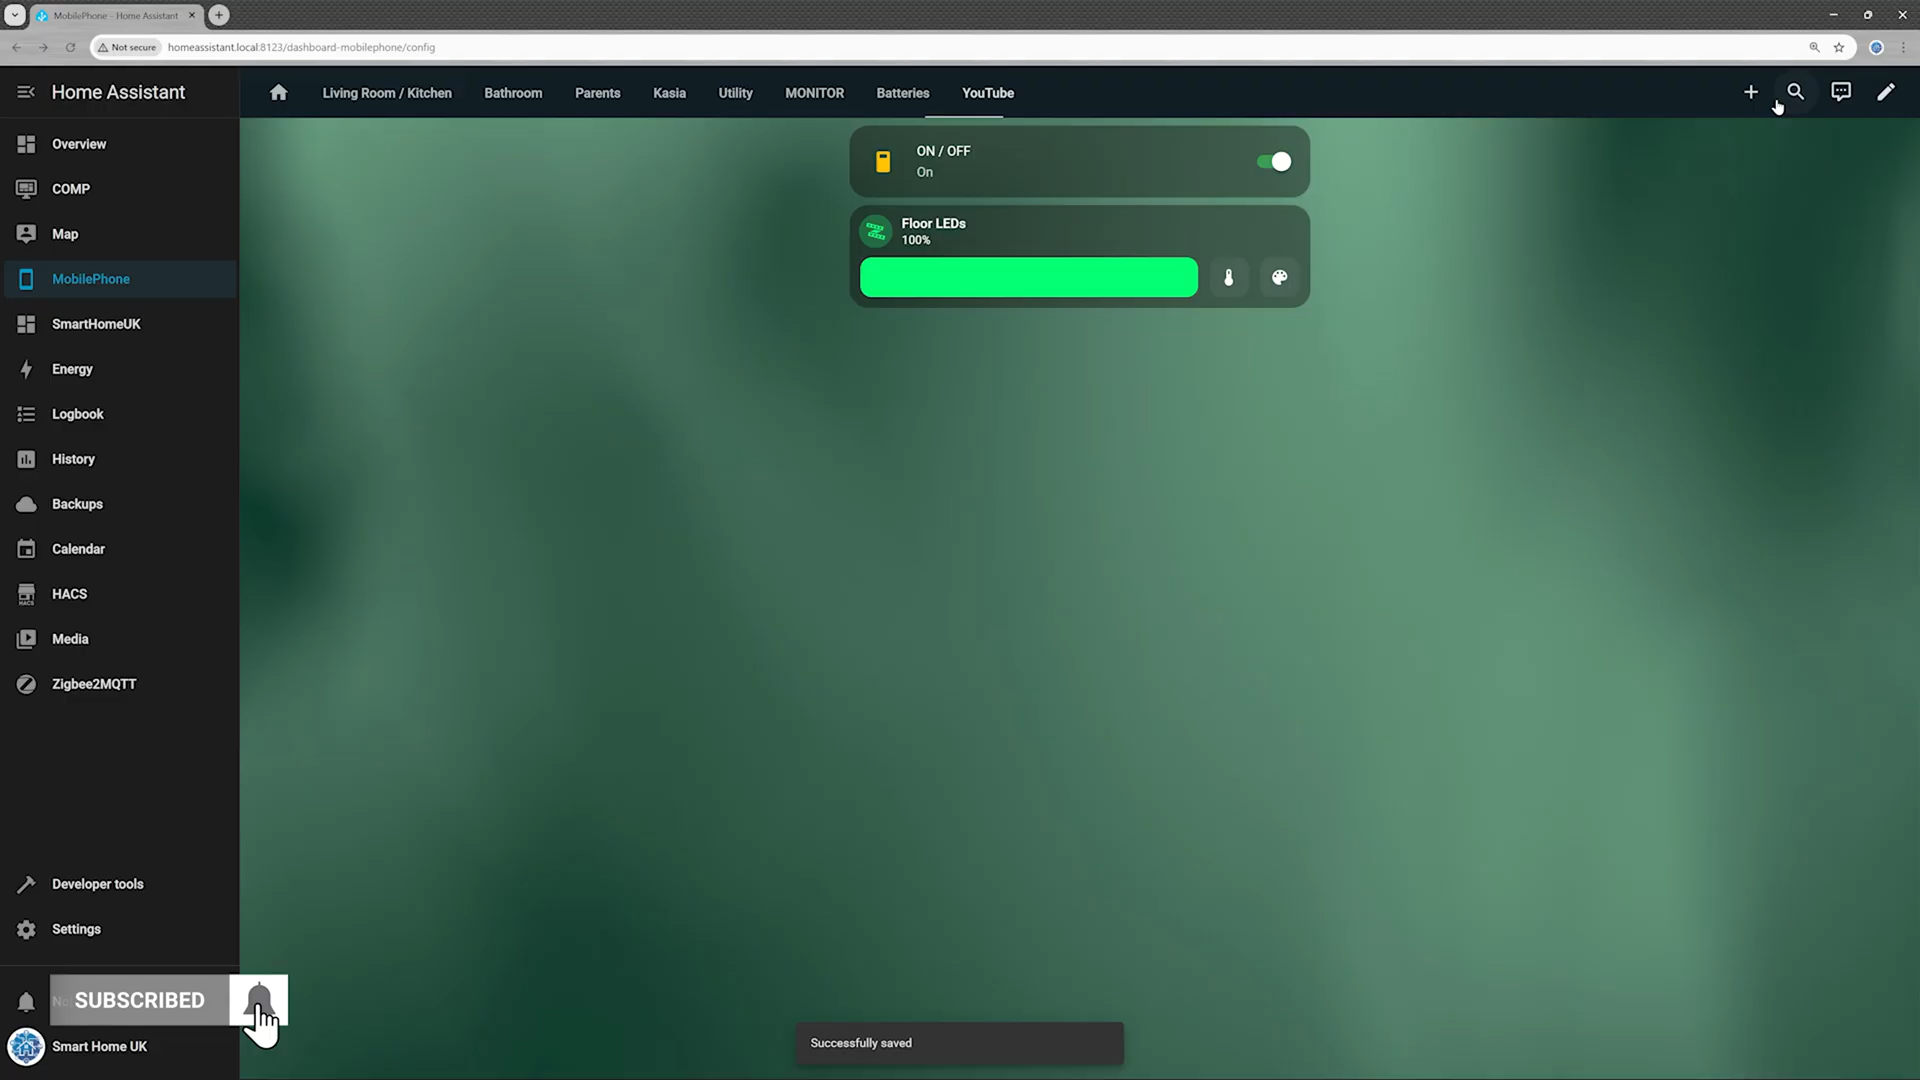 MobilePhone - Home Assistant
Not secure
homeassistant.local:8123/dashboard-mobilephone/config
Home Assistant
Living Room / Kitchen
Bathroom
Parents
Kasia
Utility
MONITOR
Batteries
YouTube
Overview
COMP
Map
MobilePhone
SmartHomeUK
Energy
Logbook
History
Backups
Calendar
HACS
HACS
Media
Zigbee2MQTT
Developer tools
Settings
SUBSCRIBED
Smart Home UK
ON / OFF
On
Floor LEDs
100%
Successfully saved